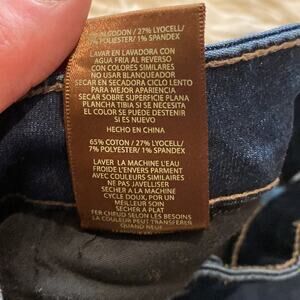 ALGODON / 27% LYOCELL/
7% POLIESTER/ 1% SPANDEX
LAVAR EN LAVADORA CON
AGUA FRIA AL REVERSO
CON COLORES SIMILARES
NO USAR BLANQUEADOR
SECAR EN SECADORA CICLO LENTO
PARA MEJOR APARIENCIA
SECAR SOBRE SUPERFICIE PLANA
PLANCHA TIBIA SI SE NECESITA
EL COLOR SE PUEDE DESTEÑIR
SI ES NUEVO
HECHO EN CHINA
65% COTON / 27% LYOCELL/
7% POLYESTER/ 1% SPANDEX
LAVER LA MACHINE L'EAU
FROIDE L'ENVERS PARMENT
AVEC COULEURS SIMILAIRES
NE PAS JAVELLISER
SECHER A LA MACHINE
CYCLE DOUX, POR UN
MEILLEUR SOIN
SECHER A PLAT
FER CHAUD SELON LES BESOINS
LA COULEUR PEUT TRANSFERER
QUAND NEUF